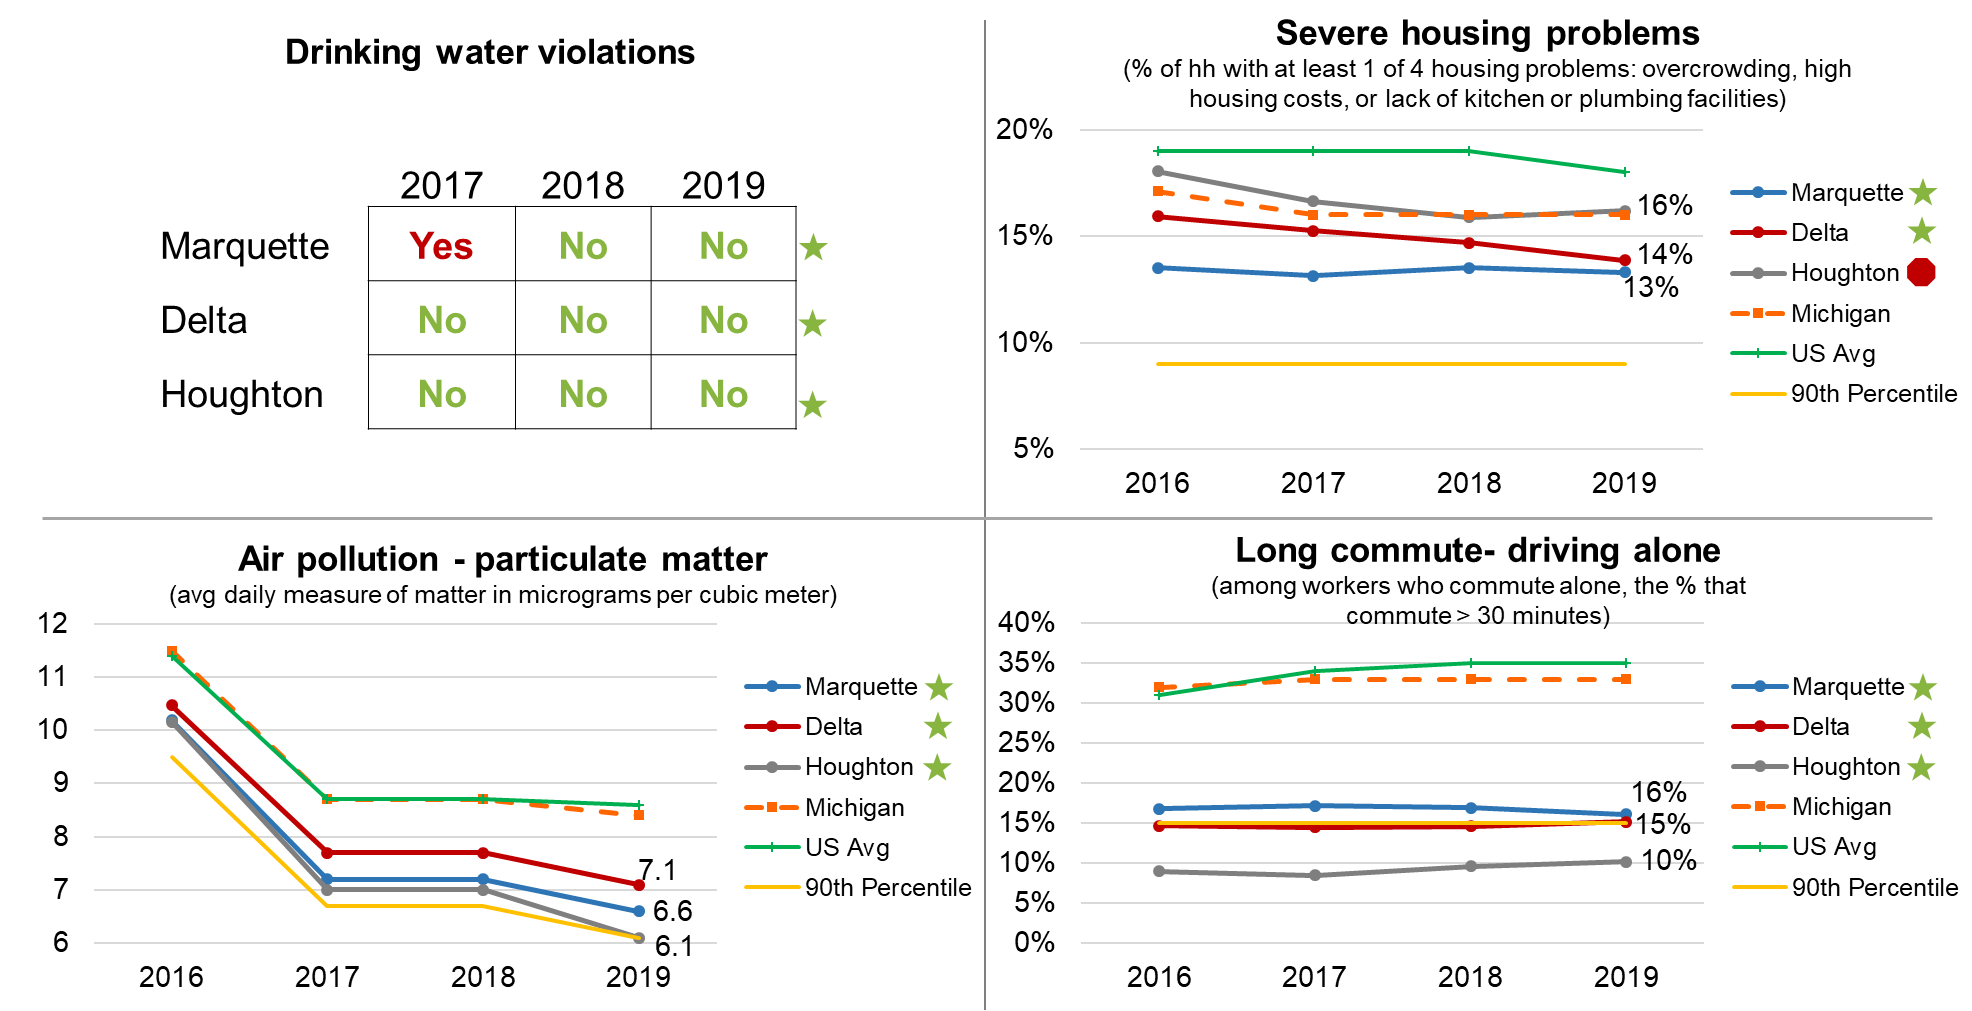 Drinking water violations
2017 2018 2019
Marquette Yes No No
Delta No No No
Houghton No No No
Severe housing problems
(% of hh with at least 1 of 4 housing problems: overcrowding, high
housing costs, or lack of kitchen or plumbing facilities)
20%
15%
10%
5%
16%
14%
13%
2016 2017 2018 2019
Marquette
Delta
Houghton
Michigan
US Avg
90th Percentile
Air pollution - particulate matter
(avg daily measure of matter in micrograms per cubic meter)
12
11
10
9
8
7
6
7.1
6.6
6.1
2016 2017 2018 2019
Marquette
Delta
Houghton
Michigan
US Avg
90th Percentile
Long commute- driving alone
(among workers who commute alone, the % that
commute > 30 minutes)
40%
35%
30%
25%
20%
15%
10%
5%
0%
16%
15%
10%
2016 2017 2018 2019
Marquette
Delta
Houghton
Michigan
US Avg
90th Percentile